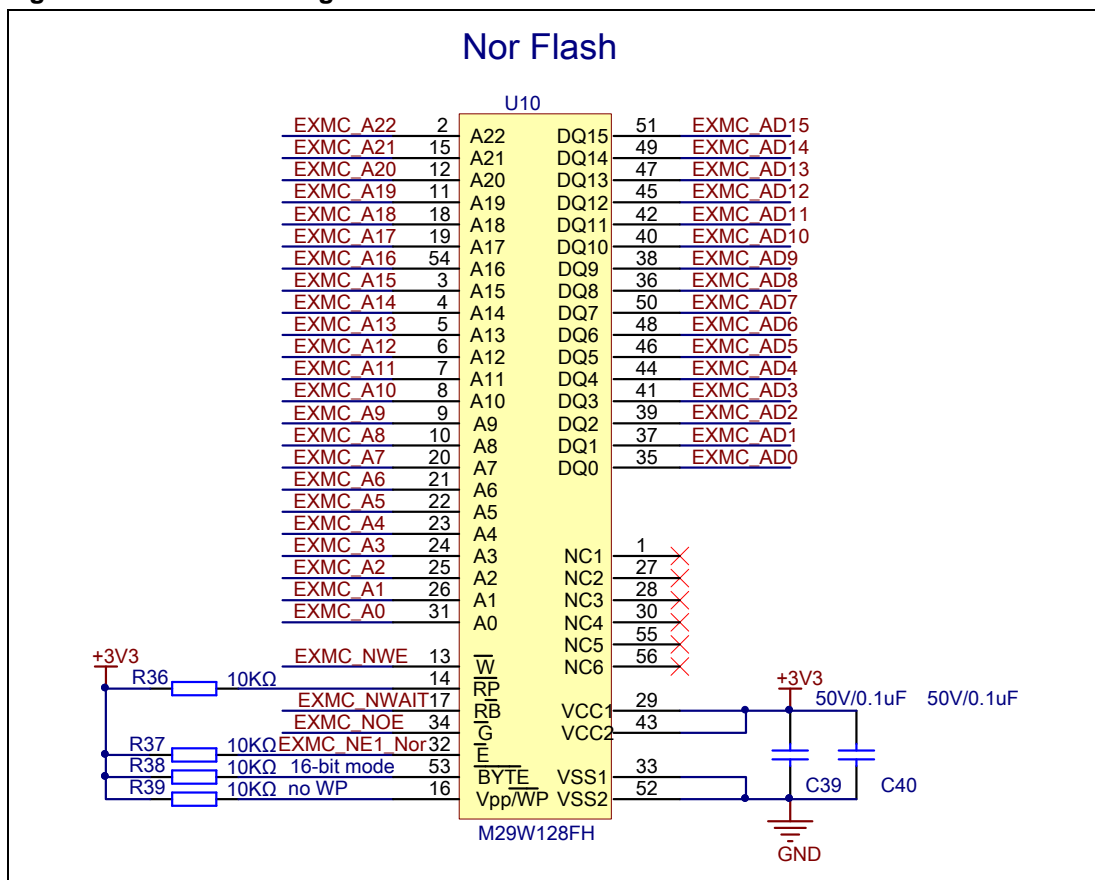 Nor Flash
U10
EXMC_A22 2 A22 DQ15 51 EXMC_AD15
EXMC_A21 15 A21 DQ14 49 EXMC_AD14
EXMC_A20 12 A20 DQ13 47 EXMC_AD13
EXMC_A19 11 A19 DQ12 45 EXMC_AD12
EXMC_A18 18 A18 DQ11 42 EXMC_AD11
EXMC_A17 19 A17 DQ10 40 EXMC_AD10
EXMC_A16 54 A16 DQ9 38 EXMC_AD9
EXMC_A15 3 A15 DQ8 36 EXMC_AD8
EXMC_A14 4 A14 DQ7 50 EXMC_AD7
EXMC_A13 5 A13 DQ6 48 EXMC_AD6
EXMC_A12 6 A12 DQ5 46 EXMC_AD5
EXMC_A11 7 A11 DQ4 44 EXMC_AD4
EXMC_A10 8 A10 DQ3 41 EXMC_AD3
EXMC_A9 9 A9 DQ2 39 EXMC_AD2
EXMC_A8 10 A8 DQ1 37 EXMC_AD1
EXMC_A7 20 A7 DQ0 35 EXMC_AD0
EXMC_A6 21 A6
EXMC_A5 22 A5
EXMC_A4 23 A4
EXMC_A3 24 A3 NC1 1
EXMC_A2 25 A2 NC2 27
EXMC_A1 26 A1 NC3 28
EXMC_A0 31 A0 NC4 30
NC5 55
+3V3 EXMC_NWE 13 W NC6 56
R36 10KΩ 14 RP +3V3
EXMC_NWAIT 17 RB VCC1 29 50V/0.1uF 50V/0.1uF
EXMC_NOE 34 G VCC2 43
R37 10KΩ EXMC_NE1_Nor 32 E
R38 10KΩ 16-bit mode 53 BYTE VSS1 33 C39 C40
R39 10KΩ no WP 16 Vpp/WP VSS2 52
M29W128FH
GND